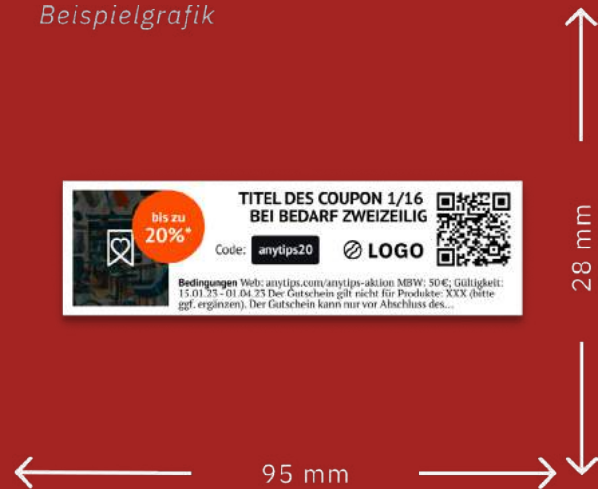 Beispielgrafik
bis zu
20%*
TITEL DES COUPON 1/16
BEI BEDARF ZWEIZEILIG
Code: anytips20
LOGO
Bedingungen Web: anytips.com/anytips-aktion MBW: 50€; Gültigkeit:
15.01.23 - 01.04.23 Der Gutschein gilt nicht für Produkte: XXX (bitte
ggf. ergänzen). Der Gutschein kann nur vor Abschluss des...
28 mm
95 mm